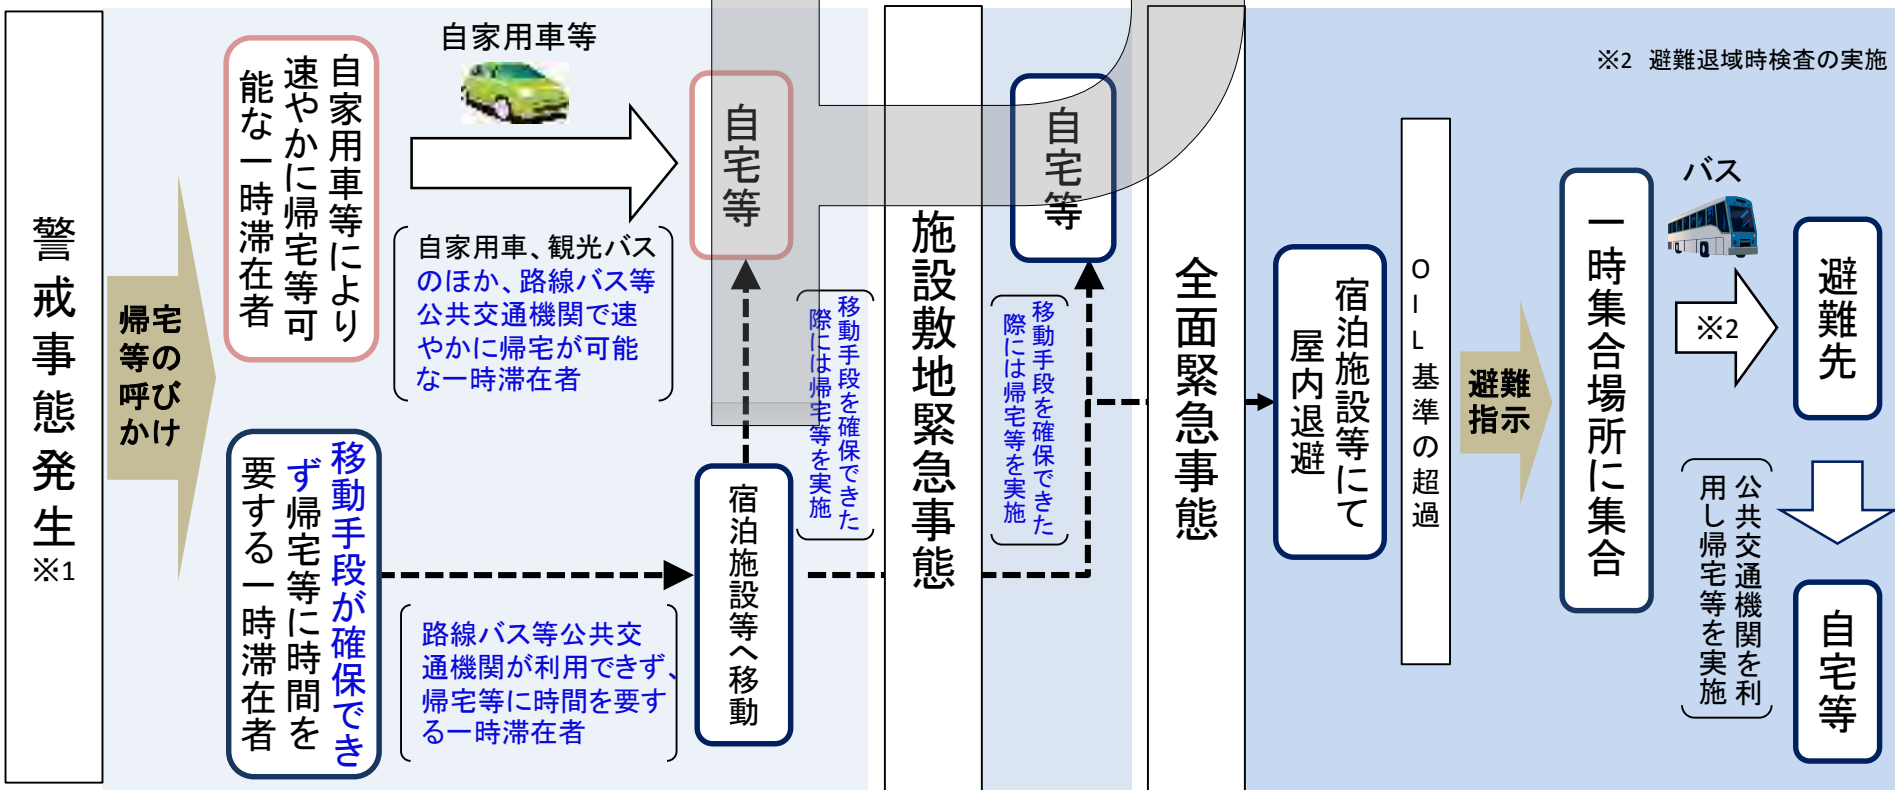 警戒事態発生
※1
帰宅
等の
呼び
かけ
自家用車等により
速やかに帰宅等可
能な一時滞在者
移動手段が確保でき
ず帰宅等に時間を
要する一時滞在者
自家用車等
自家用車、観光バス
のほか、路線バス等
公共交通機関で速
やかに帰宅が可能
な一時滞在者
路線バス等公共交
通機関が利用できず、
帰宅等に時間を要す
る一時滞在者
自宅等
宿泊施設等へ移動
移動手段を確保できた
際には帰宅等を実施
施設敷地緊急事態
自宅等
移動手段を確保できた
際には帰宅等を実施
全面緊急事態
宿泊施設等にて
屋内退避
OIL基準の超過
避難
指示
一時集合場所に集合
※2 避難退域時検査の実施
バス
※2
避難先
公共交通機関を利
用し帰宅等を実施
自宅等